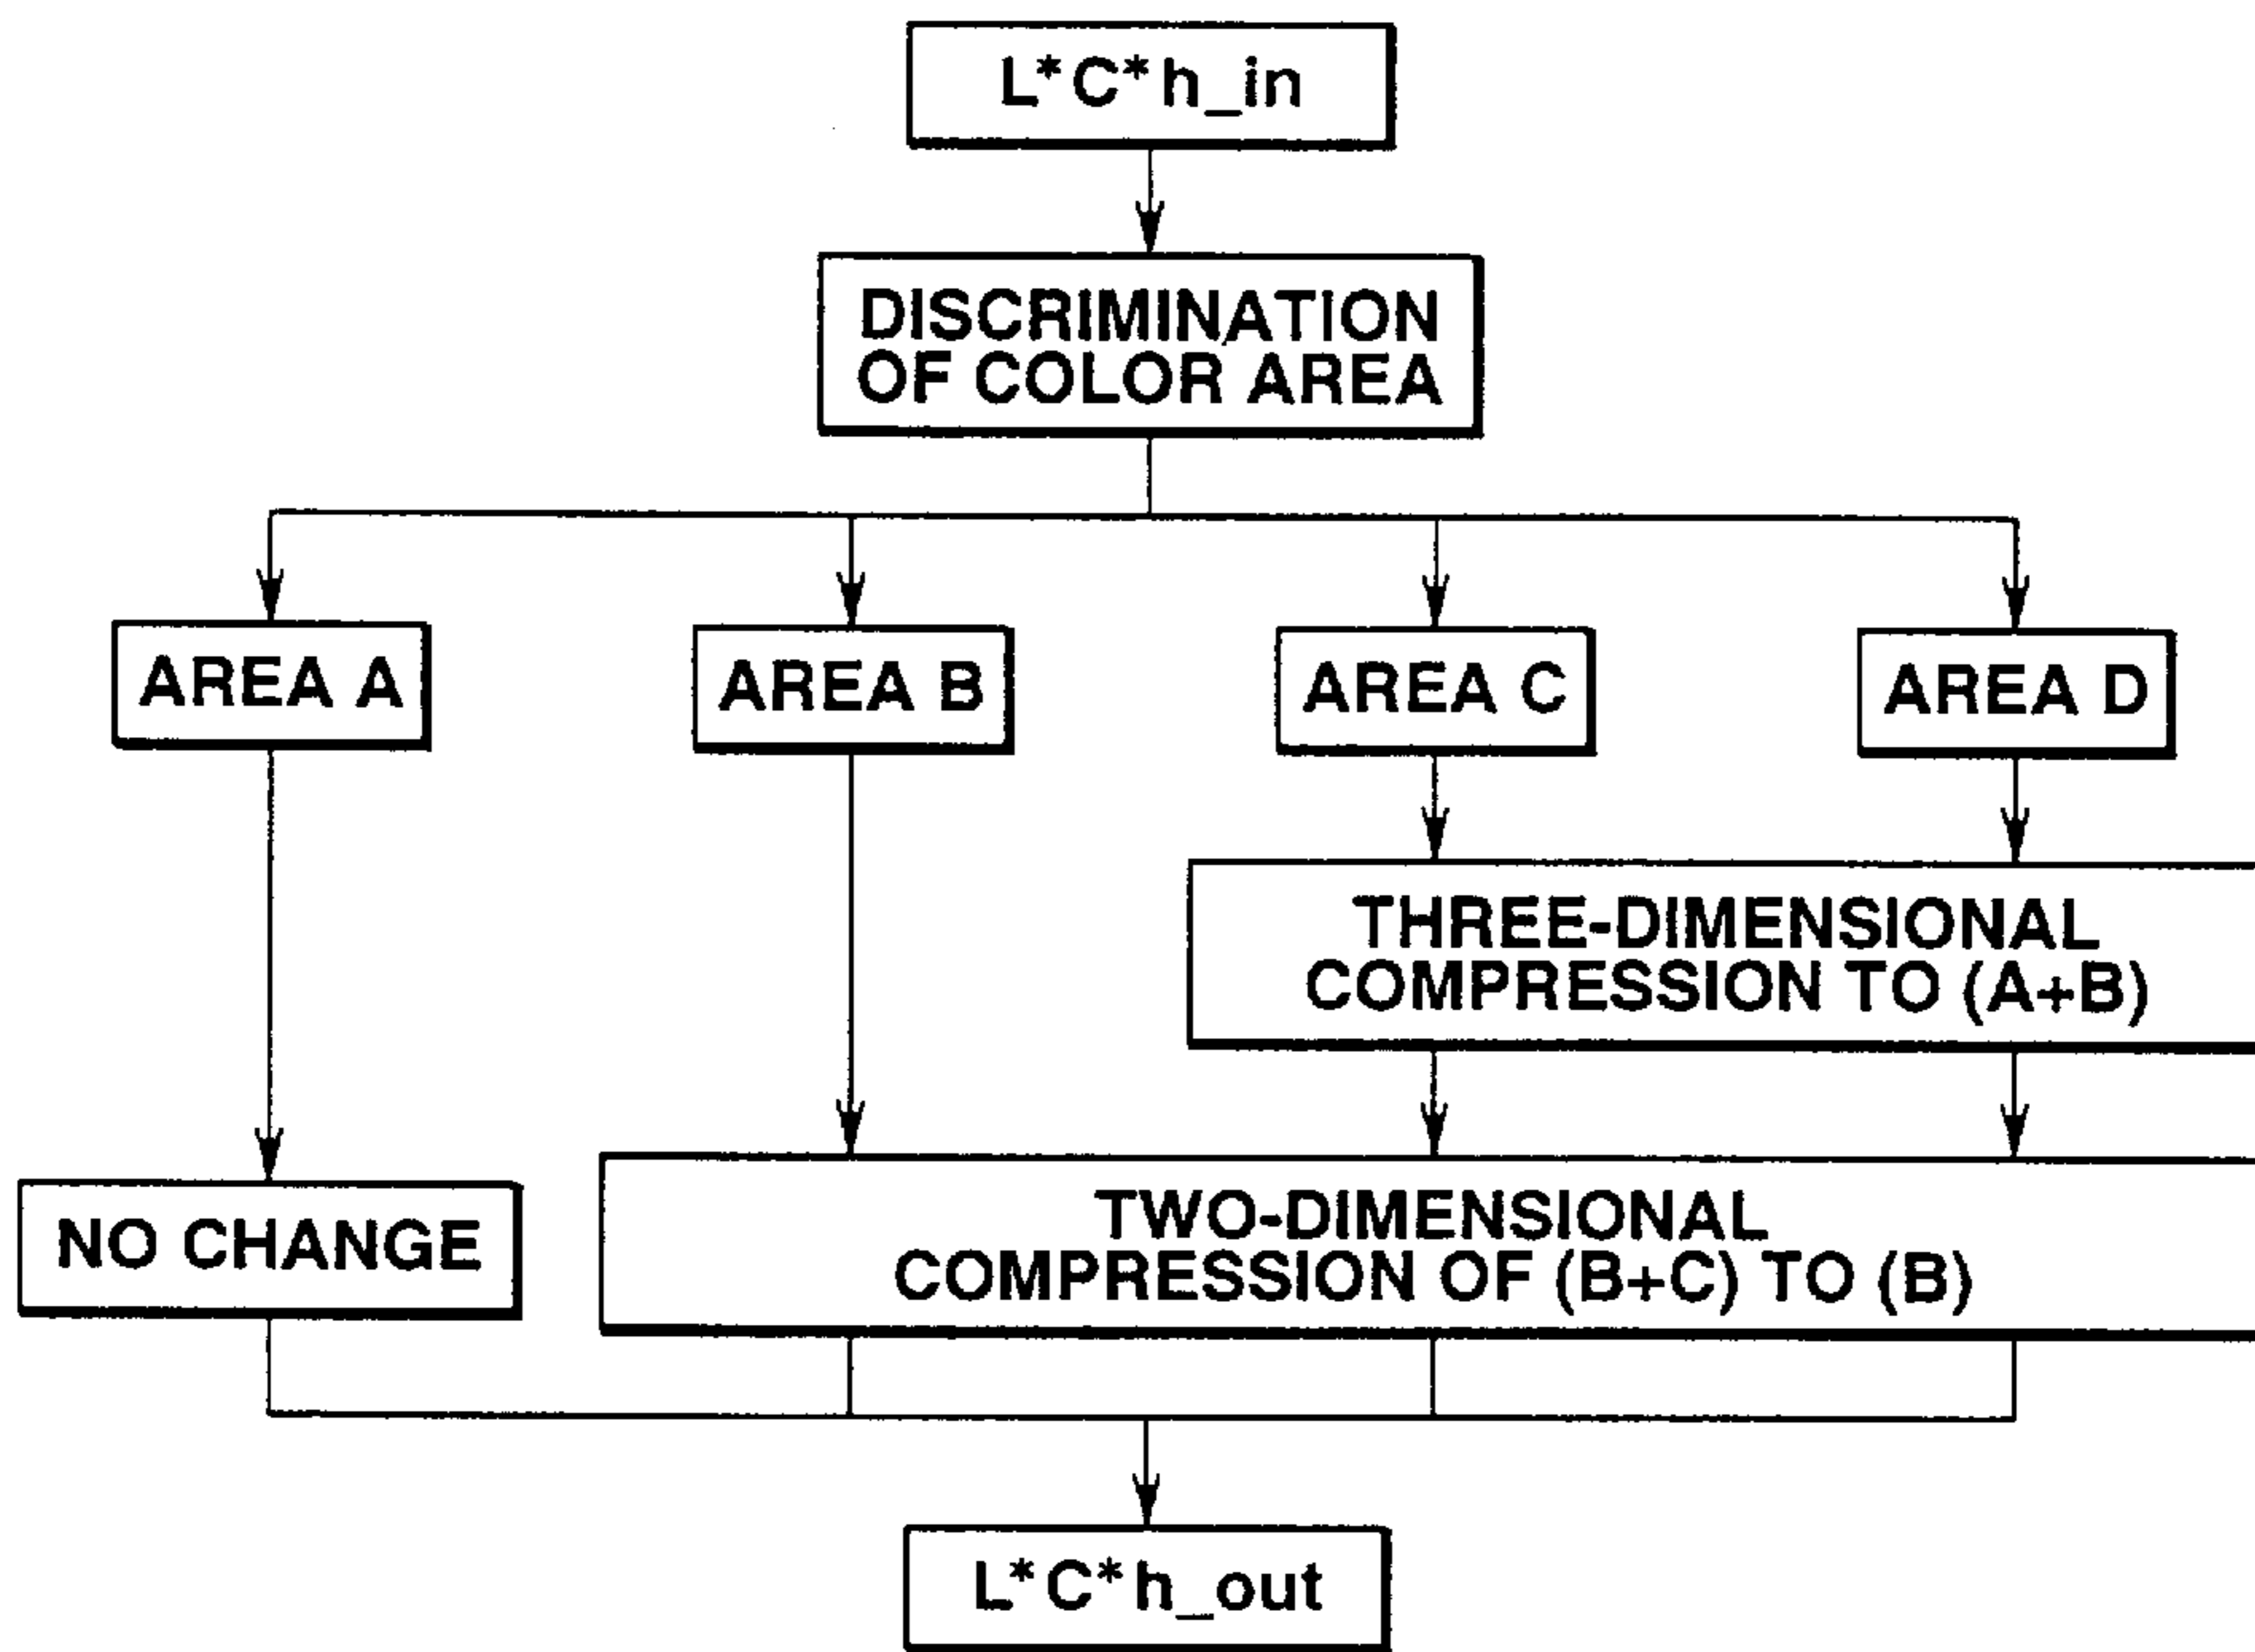 L*C*h_in
DISCRIMINATION
OF COLOR AREA
AREA A
AREA B
AREA C
AREA D
THREE-DIMENSIONAL
COMPRESSION TO (A+B)
NO CHANGE
TWO-DIMENSIONAL
COMPRESSION OF (B+C) TO (B)
L*C*h_out